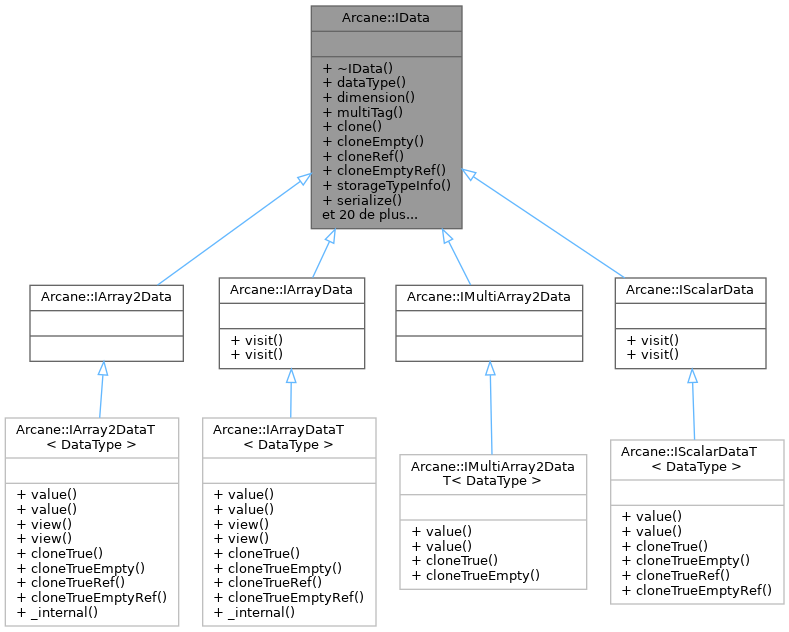 Arcane::IData
+ ~IData()
+ dataType()
+ dimension()
+ multiTag()
+ clone()
+ cloneEmpty()
+ cloneRef()
+ cloneEmptyRef()
+ storageTypeInfo()
+ serialize()
et 20 de plus...
Arcane::IArray2Data
Arcane::IArrayData
+ visit()
+ visit()
Arcane::IMultiArray2Data
Arcane::IScalarData
+ visit()
+ visit()
Arcane::IArray2DataT
< DataType >
+ value()
+ value()
+ view()
+ view()
+ cloneTrue()
+ cloneTrueEmpty()
+ cloneTrueRef()
+ cloneTrueEmptyRef()
+ _internal()
Arcane::IArrayDataT
< DataType >
+ value()
+ value()
+ view()
+ view()
+ cloneTrue()
+ cloneTrueEmpty()
+ cloneTrueRef()
+ cloneTrueEmptyRef()
+ _internal()
Arcane::IMultiArray2Data
T< DataType >
+ value()
+ value()
+ cloneTrue()
+ cloneTrueEmpty()
Arcane::IScalarDataT
< DataType >
+ value()
+ value()
+ cloneTrue()
+ cloneTrueEmpty()
+ cloneTrueRef()
+ cloneTrueEmptyRef()